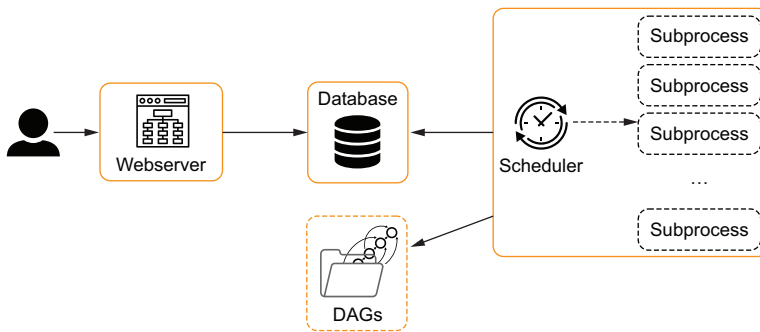 Webserver
Database
DAGs
Scheduler
Subprocess
Subprocess
Subprocess
...
Subprocess